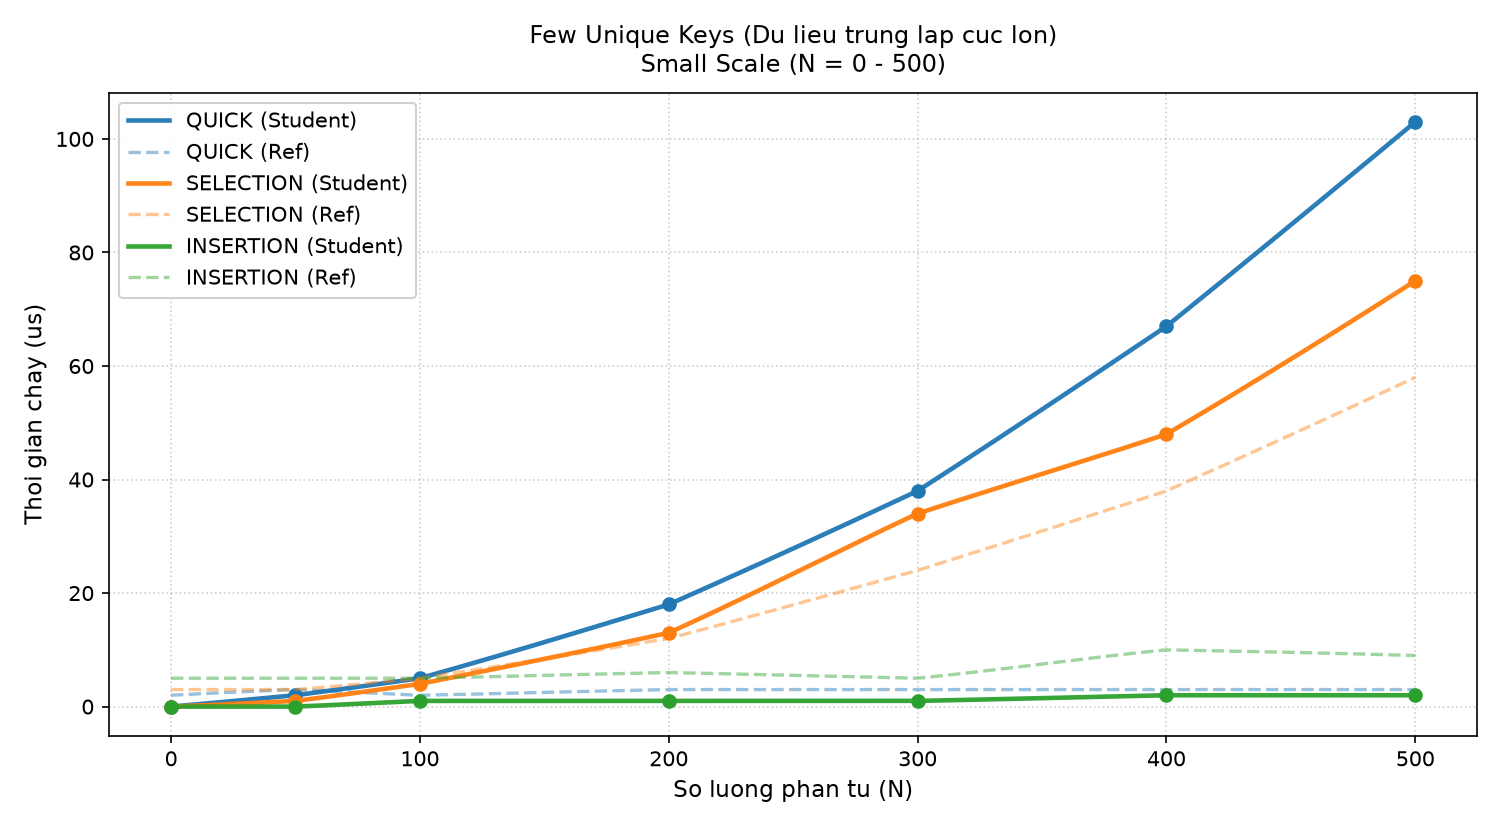 Few Unique Keys (Du lieu trung lap cuc lon)
Small Scale (N = 0 - 500)
QUICK (Student)
QUICK (Ref)
SELECTION (Student)
SELECTION (Ref)
INSERTION (Student)
INSERTION (Ref)
Thoi gian chay (us)
100
80
60
40
20
0
0
100
200
300
400
500
So luong phan tu (N)